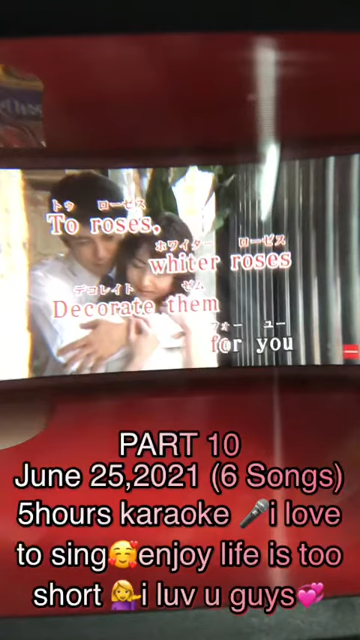 トゥ ローゼス
To roses,
ホワイター ローゼス
whiter roses
デコレイト ゼム
Decorate them
フォー ユー
for you
PART 10
June 25,2021 (6 Songs)
5hours karaoke 🎤i love
to sing🥰enjoy life is too
short 💁‍♀️i luv u guys💞